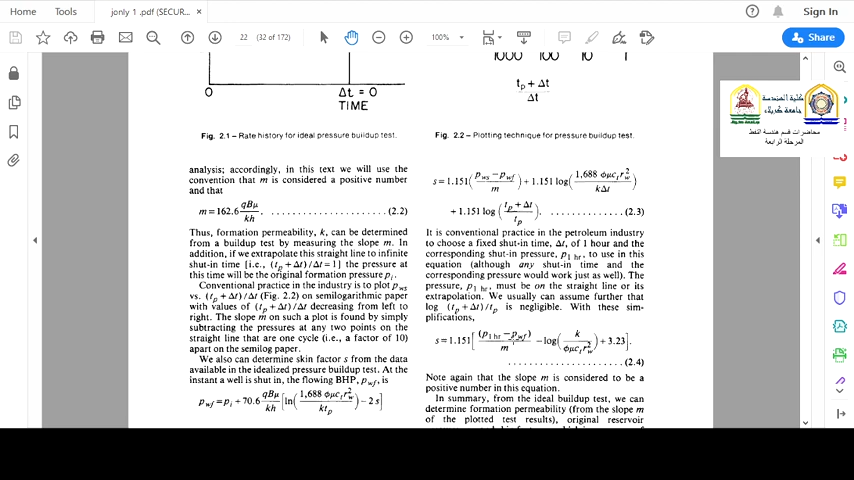 Home
Tools
jonly 1 .pdf (SECUR...
Sign In
22
(32 of 172)
100%
Share
كلية الهندسة
جامعة كربلاء
محاضرات قسم هندسة النفط
المرحلة الرابعة
0
Δt = 0
TIME
Fig. 2.1 – Rate history for ideal pressure buildup test.
analysis; accordingly, in this text we will use the
convention that m is considered a positive number
and that
m = 162.6 qBμ/kh, ......................(2.2)
Thus, formation permeability, k, can be determined
from a buildup test by measuring the slope m. In
addition, if we extrapolate this straight line to infinite
shut-in time [i.e., (tp + Δt)/Δt = 1] the pressure at
this time will be the original formation pressure pi.
Conventional practice in the industry is to plot pws
vs. (tp + Δt)/Δt (Fig. 2.2) on semilogarithmic paper
with values of (tp + Δt)/Δt decreasing from left to
right. The slope m on such a plot is found by simply
subtracting the pressures at any two points on the
straight line that are one cycle (i.e., a factor of 10)
apart on the semilog paper.
We also can determine skin factor s from the data
available in the idealized pressure buildup test. At the
instant a well is shut in, the flowing BHP, pwf, is
pwf = pi + 70.6 qBμ/kh [ln(1,688 φμct rw²/ktp) − 2s]
1000 100 10 1
tp + Δt
Δt
Fig. 2.2 – Plotting technique for pressure buildup test.
s = 1.151(pws − pwf/m) + 1.151 log(1,688 φμct rw²/kΔt)
+ 1.151 log(tp + Δt/tp). ................(2.3)
It is conventional practice in the petroleum industry
to choose a fixed shut-in time, Δt, of 1 hour and the
corresponding shut-in pressure, p1 hr, to use in this
equation (although any shut-in time and the
corresponding pressure would work just as well). The
pressure, p1 hr, must be on the straight line or its
extrapolation. We usually can assume further that
log (tp + Δt)/tp is negligible. With these sim-
plifications,
s = 1.151[(p1 hr − pwf)/m − log(k/φμct rw²) + 3.23].
......................(2.4)
Note again that the slope m is considered to be a
positive number in this equation.
In summary, from the ideal buildup test, we can
determine formation permeability (from the slope m
of the plotted test results), original reservoir